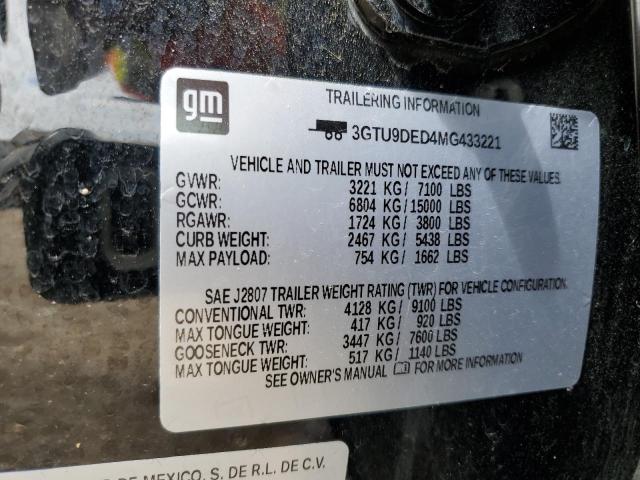 gm
TRAILERING INFORMATION
3GTU9DED4MG433221
VEHICLE AND TRAILER MUST NOT EXCEED ANY OF THESE VALUES.
GVWR: 3221 KG/ 7100 LBS
GCWR: 6804 KG/ 15000 LBS
RGAWR: 1724 KG/ 3800 LBS
CURB WEIGHT: 2467 KG/ 5438 LBS
MAX PAYLOAD: 754 KG/ 1662 LBS
SAE J2807 TRAILER WEIGHT RATING (TWR) FOR VEHICLE CONFIGURATION.
CONVENTIONAL TWR: 4128 KG/ 9100 LBS
MAX TONGUE WEIGHT: 417 KG/ 920 LBS
GOOSENECK TWR: 3447 KG/ 7600 LBS
MAX TONGUE WEIGHT: 517 KG/ 1140 LBS
SEE OWNER'S MANUAL FOR MORE INFORMATION
DE MEXICO, S. DE R.L. DE C.V.